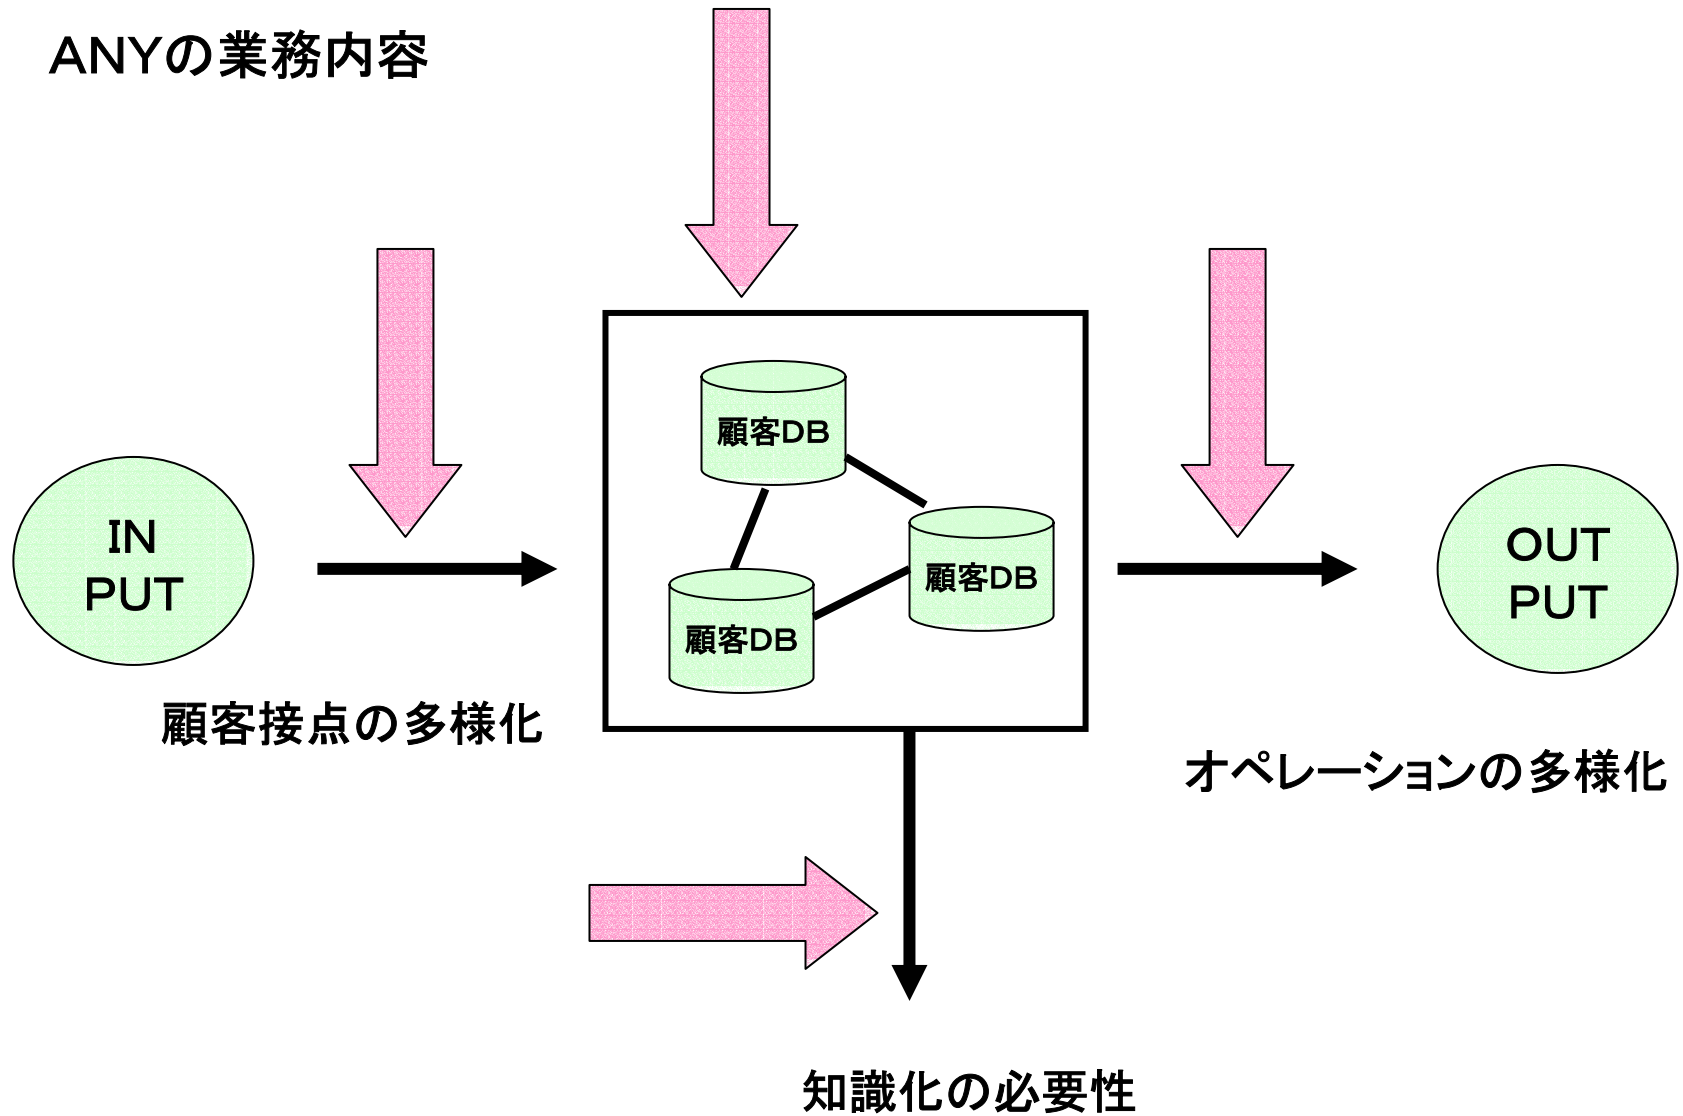 ANYの業務内容
顧客DB
顧客DB
顧客DB
IN
PUT
OUT
PUT
顧客接点の多様化
オペレーションの多様化
知識化の必要性